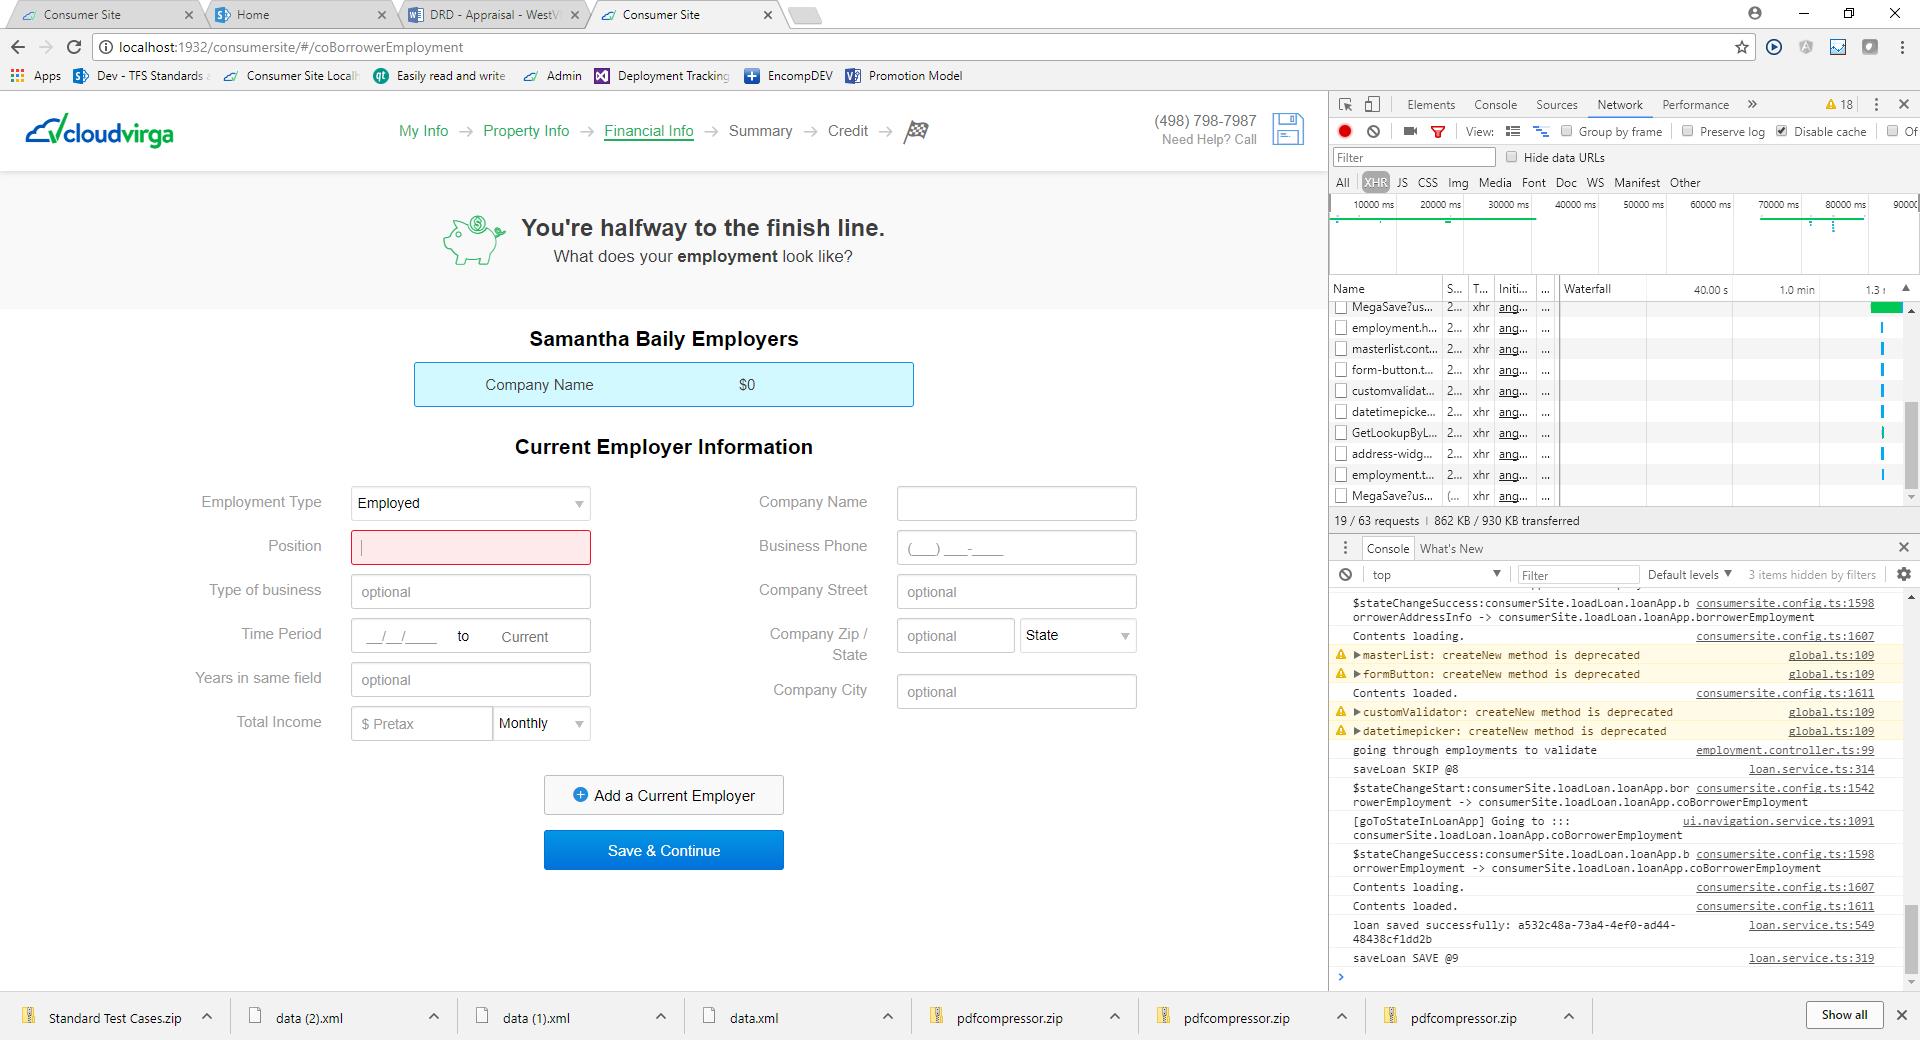 Consumer Site
Home
DRD - Appraisal - WestV
Consumer Site
localhost:1932/consumersite/#/coBorrowerEmployment
Apps
Dev - TFS Standards
Consumer Site Local
Easily read and write
Admin
Deployment Tracking
EncompDEV
Promotion Model
cloudvirga
My Info
Property Info
Financial Info
Summary
Credit
(498) 798-7987
Need Help? Call
You're halfway to the finish line.
What does your employment look like?
Samantha Baily Employers
Company Name $0
Current Employer Information
Employment Type Employed
Position
Type of business optional
Time Period __/__/____ to Current
Years in same field optional
Total Income $ Pretax Monthly
Company Name
Business Phone (___) ___-____
Company Street optional
Company Zip / State optional State
Company City optional
Add a Current Employer
Save & Continue
Elements Console Sources Network Performance » 18
View: Group by frame Preserve log Disable cache Of
Filter Hide data URLs
All XHR JS CSS Img Media Font Doc WS Manifest Other
10000 ms 20000 ms 30000 ms 40000 ms 50000 ms 60000 ms 70000 ms 80000 ms 9000
Name S... T... Initi... ... Waterfall 40.00 s 1.0 min 1.3
MegaSave?us... 2... xhr ang... ...
employment.h... 2... xhr ang... ...
masterlist.cont... 2... xhr ang... ...
form-button.t... 2... xhr ang... ...
customvalidat... 2... xhr ang... ...
datetimepicke... 2... xhr ang... ...
GetLookupByL... 2... xhr ang... ...
address-widg... 2... xhr ang... ...
employment.t... 2... xhr ang... ...
MegaSave?us... (... xhr ang... ...
19 / 63 requests | 862 KB / 930 KB transferred
Console What's New
top Filter Default levels 3 items hidden by filters
$stateChangeSuccess:consumerSite.loadLoan.loanApp.b consumersite.config.ts:1598
orrowerAddressInfo -> consumerSite.loadLoan.loanApp.borrowerEmployment
Contents loading. consumersite.config.ts:1607
masterList: createNew method is deprecated global.ts:109
formButton: createNew method is deprecated global.ts:109
Contents loaded. consumersite.config.ts:1611
customValidator: createNew method is deprecated global.ts:109
datetimepicker: createNew method is deprecated global.ts:109
going through employments to validate employment.controller.ts:99
saveLoan SKIP @8 loan.service.ts:314
$stateChangeStart:consumerSite.loadLoan.loanApp.bor consumersite.config.ts:1542
rowerEmployment -> consumerSite.loadLoan.loanApp.coBorrowerEmployment
[goToStateInLoanApp] Going to ::: ui.navigation.service.ts:1091
consumerSite.loadLoan.loanApp.coBorrowerEmployment
$stateChangeSuccess:consumerSite.loadLoan.loanApp.b consumersite.config.ts:1598
orrowerEmployment -> consumerSite.loadLoan.loanApp.coBorrowerEmployment
Contents loading. consumersite.config.ts:1607
Contents loaded. consumersite.config.ts:1611
loan saved successfully: a532c48a-73a4-4ef0-ad44- loan.service.ts:549
48438cf1dd2b
saveLoan SAVE @9 loan.service.ts:319
Standard Test Cases.zip
data (2).xml
data (1).xml
data.xml
pdfcompressor.zip
pdfcompressor.zip
pdfcompressor.zip
Show all